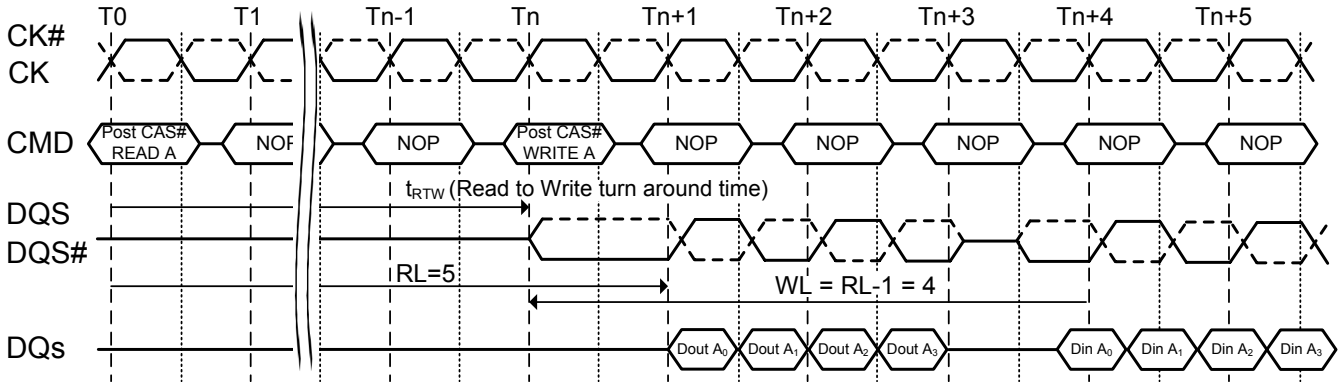 T0 T1 Tn-1 Tn Tn+1 Tn+2 Tn+3 Tn+4 Tn+5
CK#
CK
CMD Post CAS# READ A NOP NOP Post CAS# WRITE A NOP NOP NOP NOP NOP
tRTW (Read to Write turn around time)
DQS
DQS#
RL=5 WL = RL-1 = 4
DQs Dout A0 Dout A1 Dout A2 Dout A3 Din A0 Din A1 Din A2 Din A3